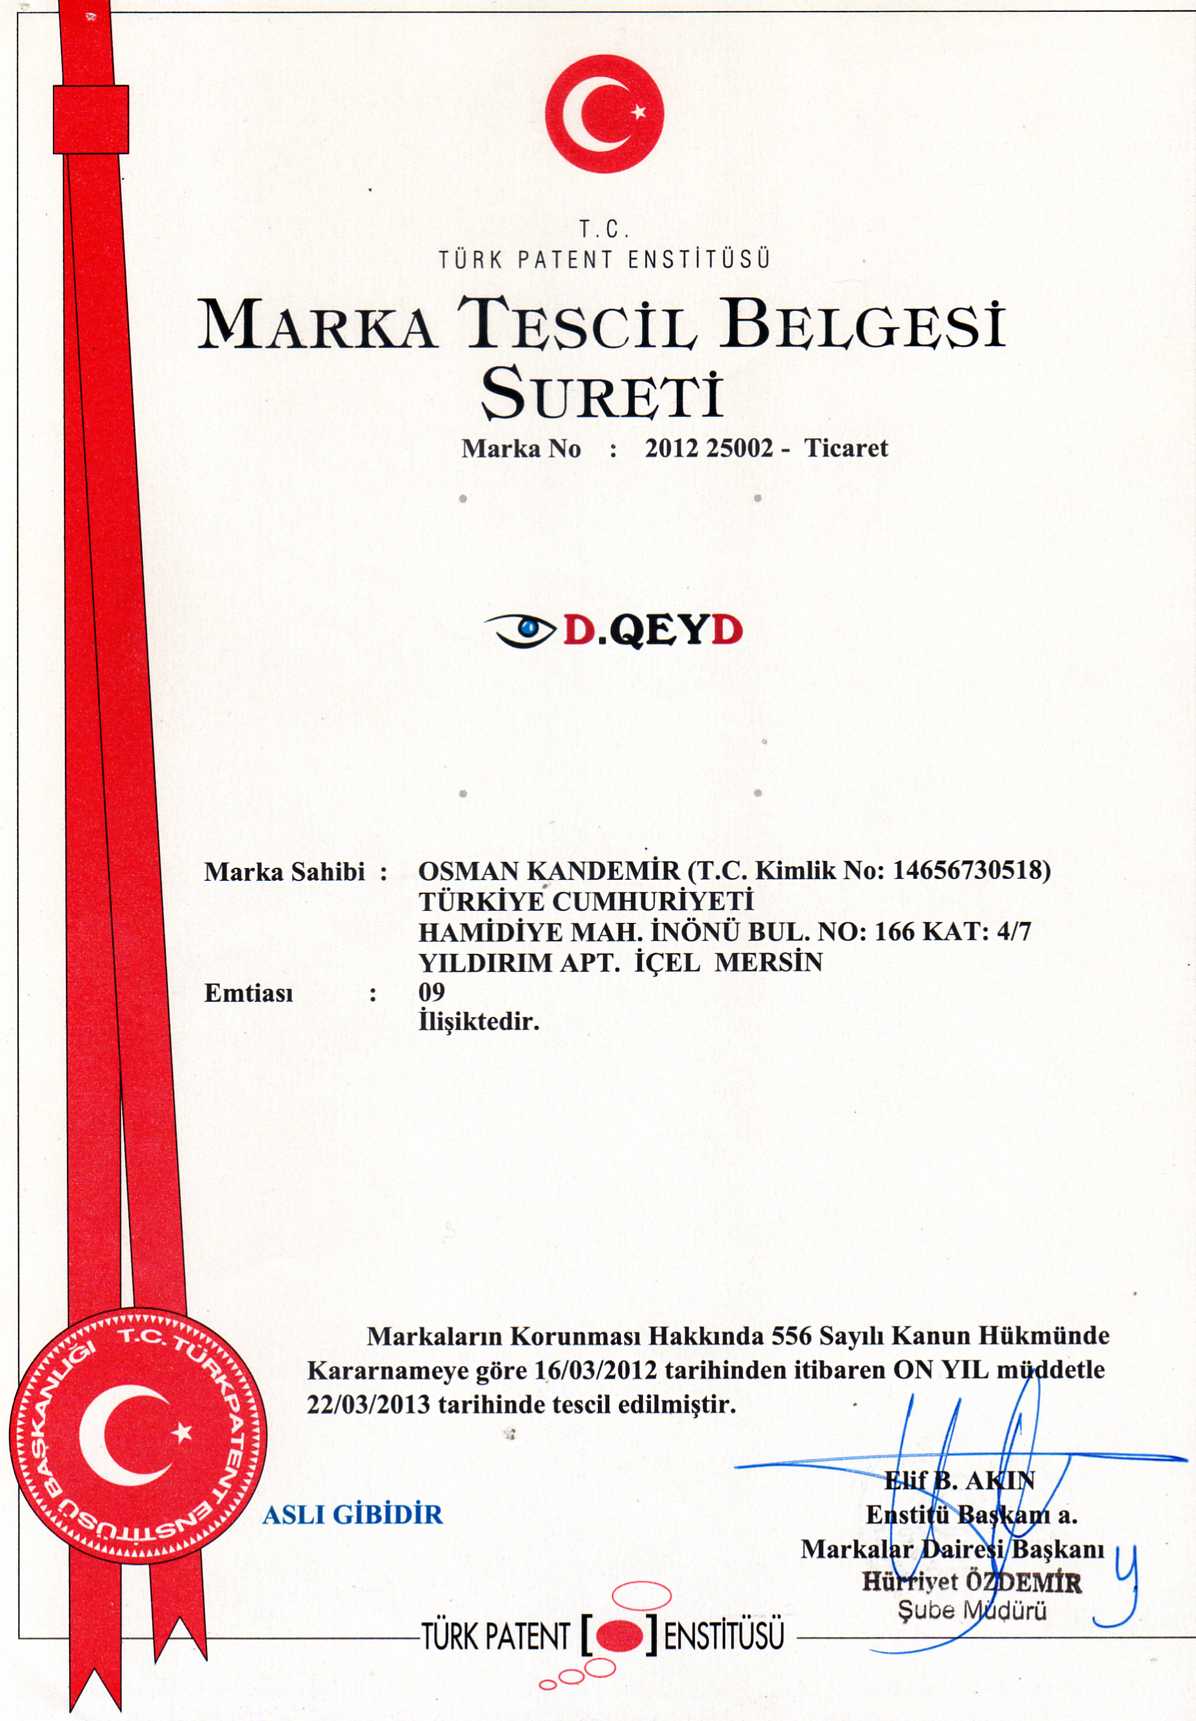 T.C.
TÜRK PATENT ENSTİTÜSÜ
MARKA TESCİL BELGESİ
SURETİ
Marka No : 2012 25002 - Ticaret
D.QEYD
Marka Sahibi : OSMAN KANDEMİR (T.C. Kimlik No: 14656730518)
TÜRKİYE CUMHURİYETİ
HAMİDİYE MAH. İNÖNÜ BUL. NO: 166 KAT: 4/7
YILDIRIM APT. İÇEL MERSİN
Emtiası : 09
İlişiktedir.
Markaların Korunması Hakkında 556 Sayılı Kanun Hükmünde
Kararnameye göre 16/03/2012 tarihinden itibaren ON YIL müddetle
22/03/2013 tarihinde tescil edilmiştir.
T.C. TÜRK PATENT ENSTİTÜSÜ BAŞKANLIĞI
ASLI GİBİDİR
Elif B. AKIN
Enstitü Başkanı a.
Markalar Dairesi Başkanı
Hürriyet ÖZDEMİR
Şube Müdürü
TÜRK PATENT [ ] ENSTİTÜSÜ